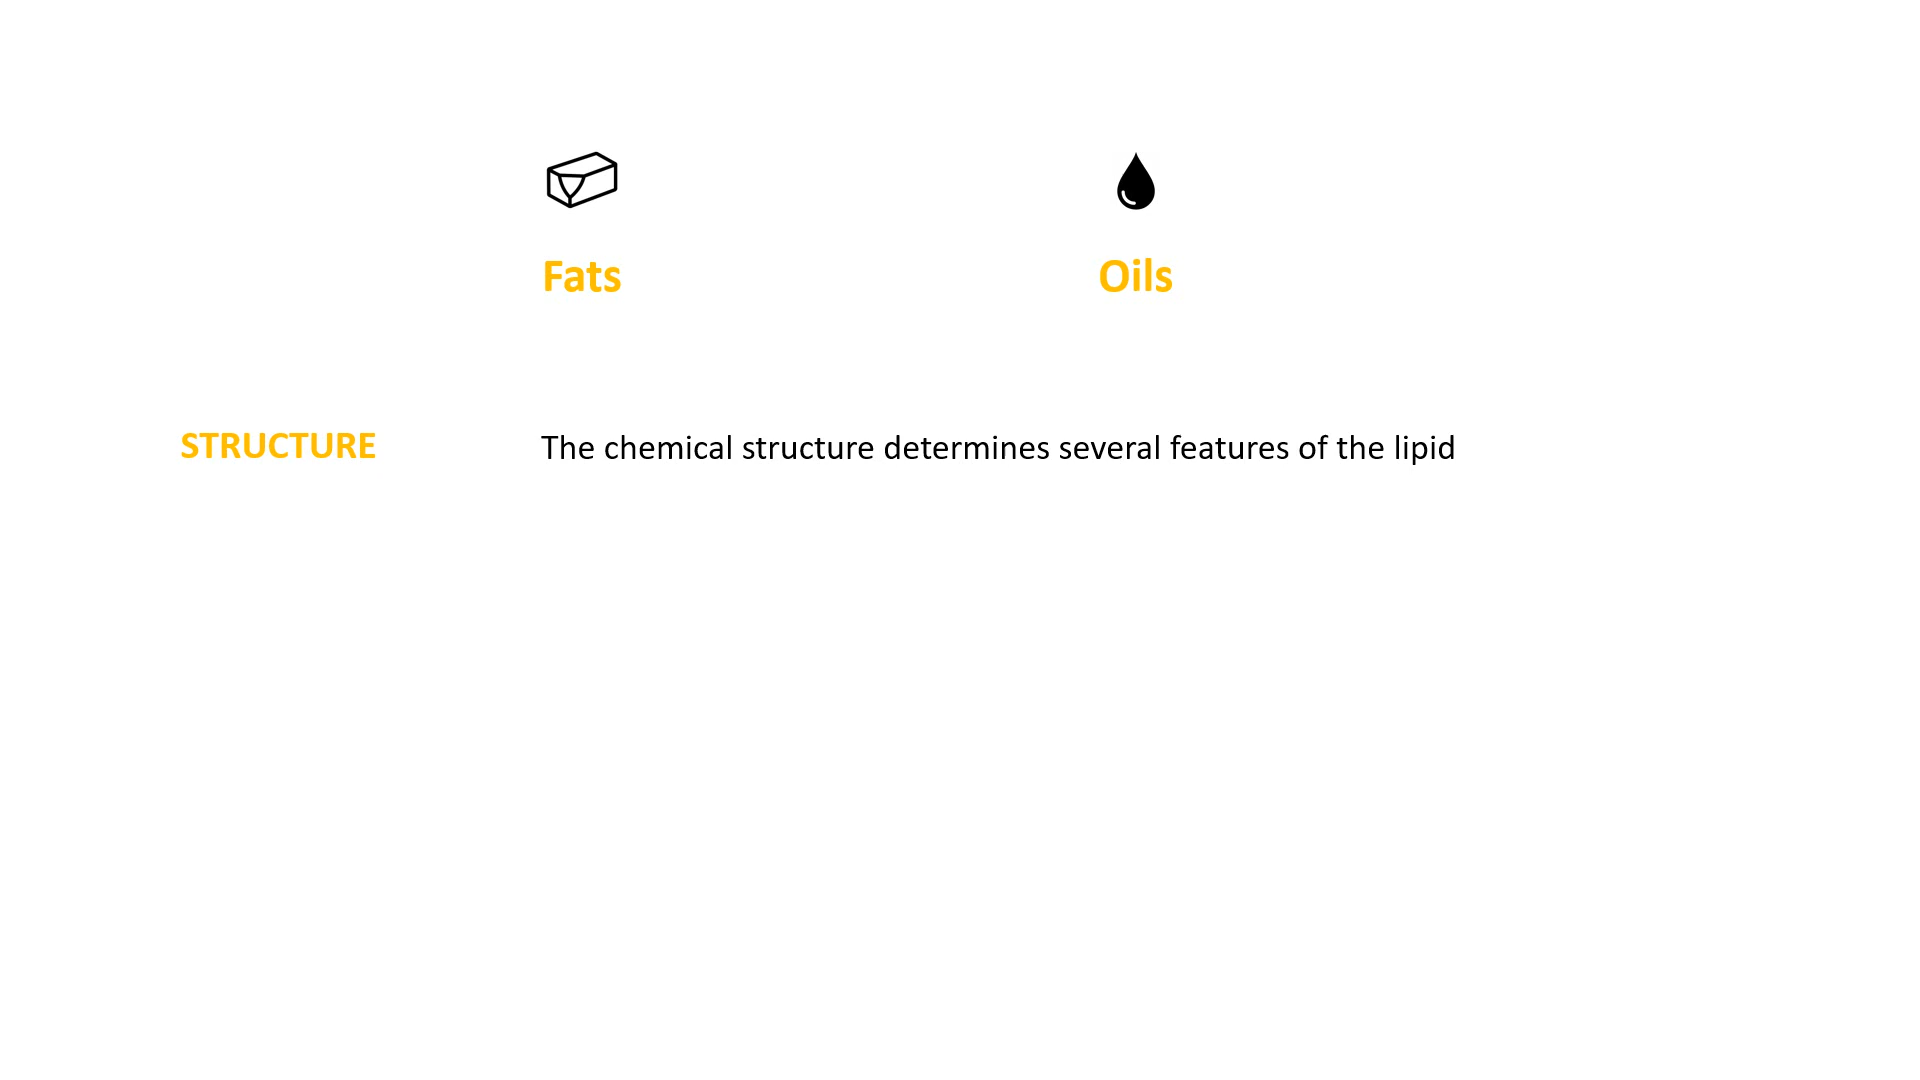 Fats
Oils
STRUCTURE
The chemical structure determines several features of the lipid